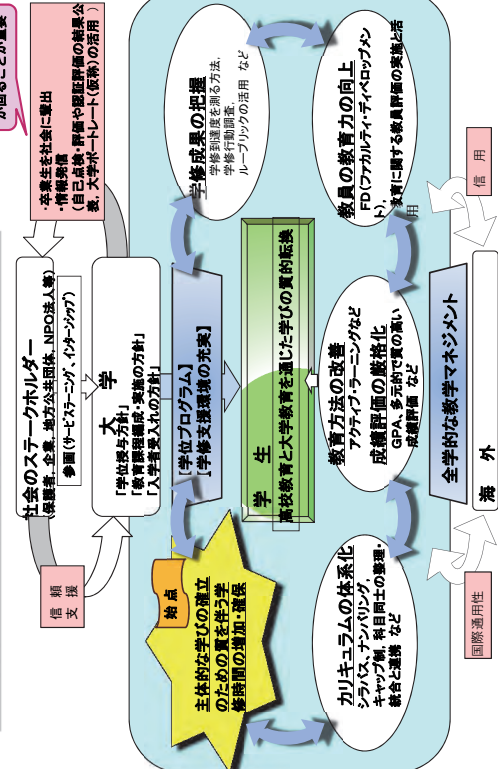 が回ることが重要
社会のステークホルダー
(保護者、企業、地方公共団体、NPO法人等)
参画(サービスラーニング、インターンシップ)
・卒業生を社会に輩出
・情報発信
(自己点検・評価や認証評価の結果公
表，大学ポートレート(仮称)の活用 )
信 頼
支 援
大　学
「学位授与方針」
「教育課程編成・実施の方針」
「入学者受入れの方針」
【学位プログラム】
【学修支援環境の充実】
始点
主体的な学びの確立
のための質を伴う学
修時間の増加・確保
学　生
高校教育と大学教育を通じた学びの質的転換
学修成果の把握
学修到達度を測る方法，
学修行動調査，
ルーブリックの活用 など
カリキュラムの体系化
シラバス、ナンバリング，
キャップ制，科目同士の整理・
統合と連携 など
教育方法の改善
アクティブ・ラーニングなど
成績評価の厳格化
GPA，多元的で質の高い
成績評価 など
教員の教育力の向上
FD(ファカルティ・ディベロップメン
ト)，
教育に関する教員評価の実施と活
用
全学的な教学マネジメント
国際通用性
海 外
信 用